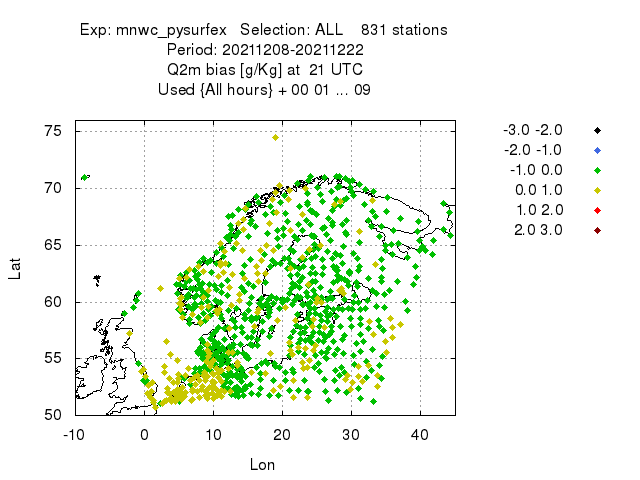 Exp: mnwc_pysurfex Selection: ALL 831 stations
Period: 20211208-20211222
Q2m bias [g/Kg] at 21 UTC
Used {All hours} + 00 01 ... 09
75
70
65
60
55
50
Lat
-10 0 10 20 30 40
Lon
-3.0 -2.0
-2.0 -1.0
-1.0 0.0
0.0 1.0
1.0 2.0
2.0 3.0